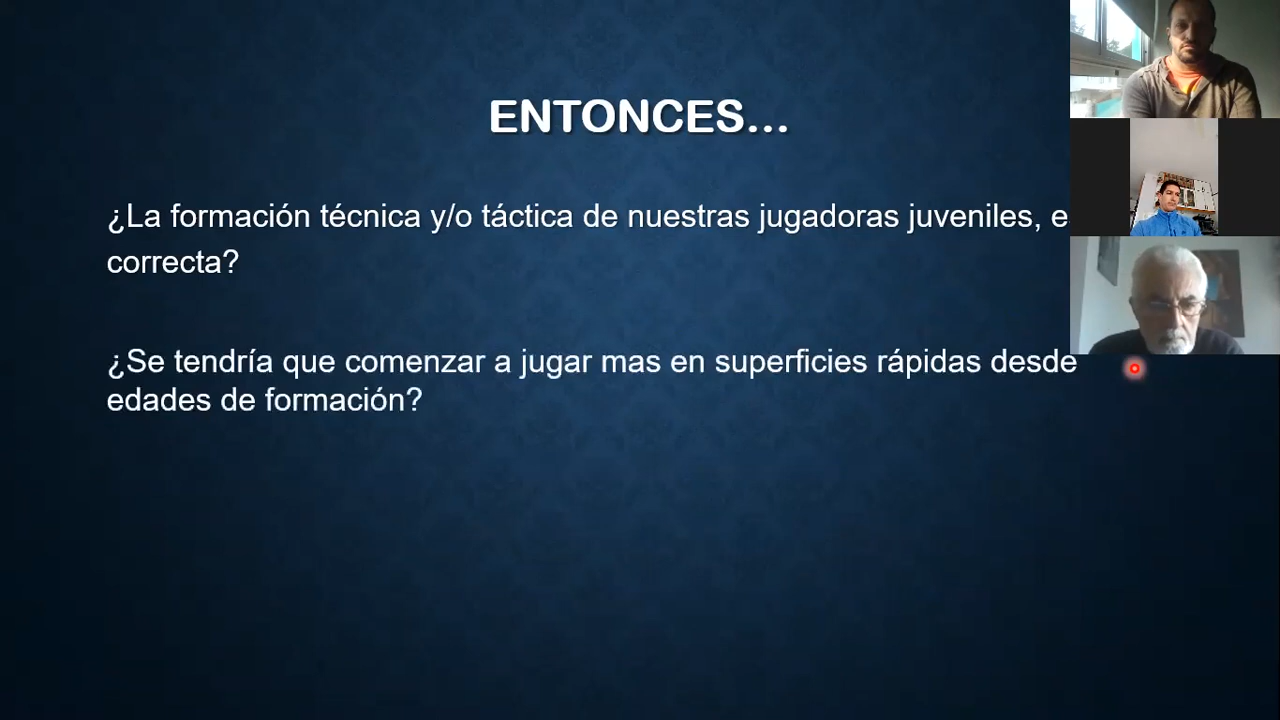 ENTONCES...
¿La formación técnica y/o táctica de nuestras jugadoras juveniles,
correcta?
¿Se tendría que comenzar a jugar mas en superficies rápidas desde
edades de formación?